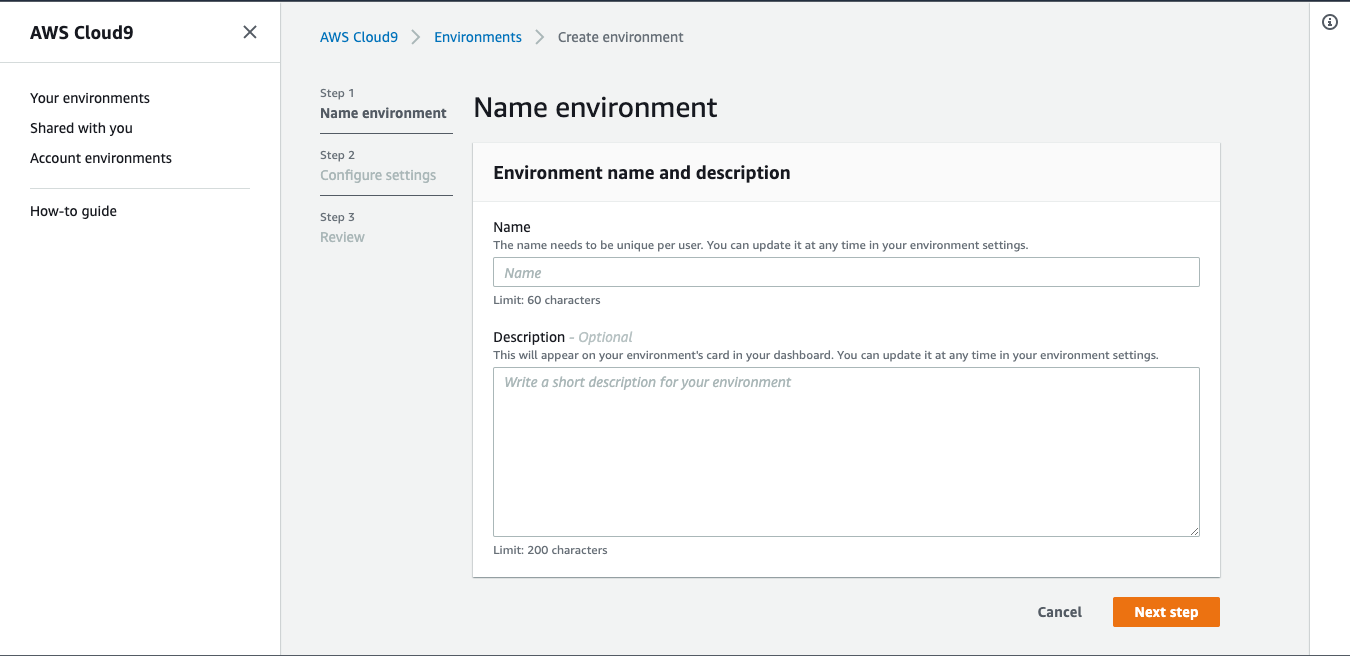 AWS Cloud9
Your environments
Shared with you
Account environments
How-to guide
AWS Cloud9 > Environments > Create environment
Step 1
Name environment
Step 2
Configure settings
Step 3
Review
Name environment
Environment name and description
Name
The name needs to be unique per user. You can update it at any time in your environment settings.
Name
Limit: 60 characters
Description - Optional
This will appear on your environment's card in your dashboard. You can update it at any time in your environment settings.
Write a short description for your environment
Limit: 200 characters
Cancel
Next step